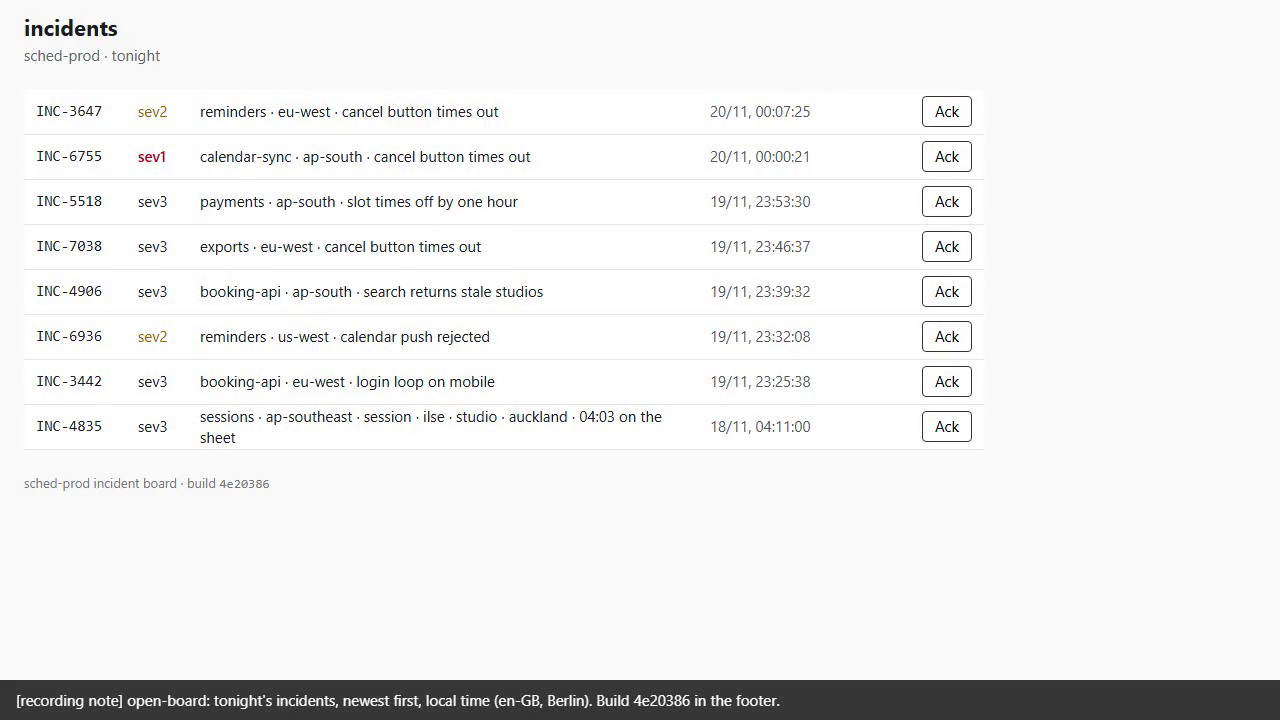 incidents
sched-prod · tonight
INC-3647 sev2 reminders · eu-west · cancel button times out 20/11, 00:07:25 Ack
INC-6755 sev1 calendar-sync · ap-south · cancel button times out 20/11, 00:00:21 Ack
INC-5518 sev3 payments · ap-south · slot times off by one hour 19/11, 23:53:30 Ack
INC-7038 sev3 exports · eu-west · cancel button times out 19/11, 23:46:37 Ack
INC-4906 sev3 booking-api · ap-south · search returns stale studios 19/11, 23:39:32 Ack
INC-6936 sev2 reminders · us-west · calendar push rejected 19/11, 23:32:08 Ack
INC-3442 sev3 booking-api · eu-west · login loop on mobile 19/11, 23:25:38 Ack
INC-4835 sev3 sessions · ap-southeast · session · ilse · studio · auckland · 04:03 on the
sheet 18/11, 04:11:00 Ack
sched-prod incident board · build 4e20386
[recording note] open-board: tonight's incidents, newest first, local time (en-GB, Berlin). Build 4e20386 in the footer.